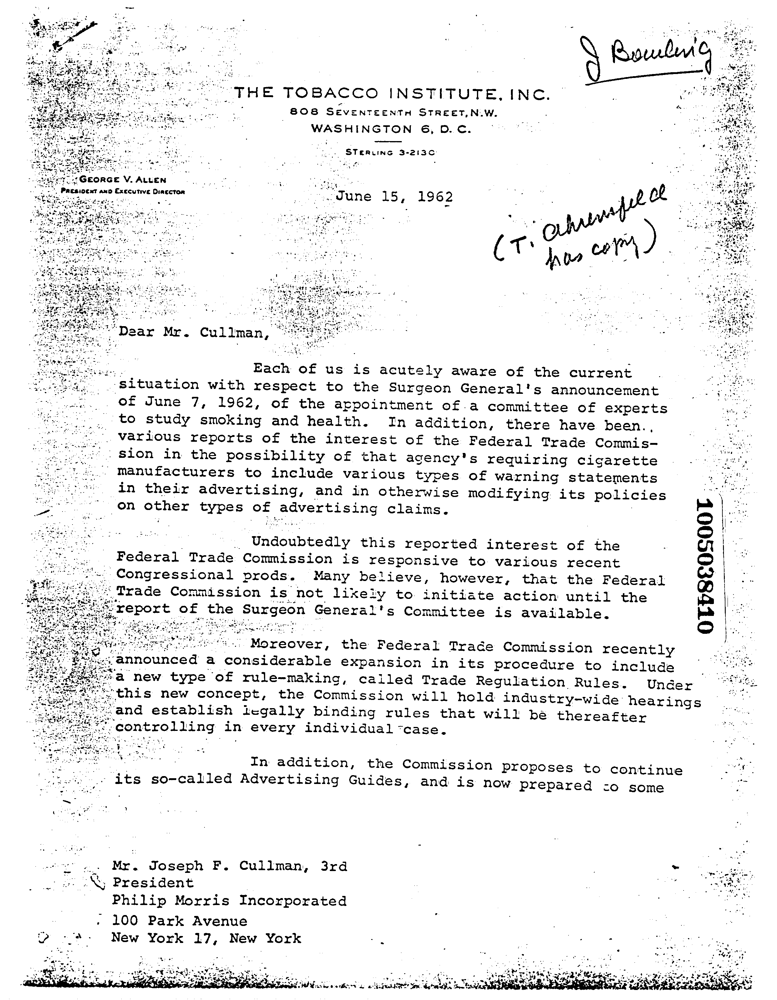 J Bowling
THE TOBACCO INSTITUTE, INC.
808 SEVENTEENTH STREET, N.W.
WASHINGTON 6, D. C.
STERLING 3-2130
GEORGE V. ALLEN
PRESIDENT AND EXECUTIVE DIRECTOR
June 15, 1962
(T. Ahrensfeld
has copy)
Dear Mr. Cullman,
Each of us is acutely aware of the current
situation with respect to the Surgeon General's announcement
of June 7, 1962, of the appointment of a committee of experts
to study smoking and health. In addition, there have been
various reports of the interest of the Federal Trade Commis-
sion in the possibility of that agency's requiring cigarette
manufacturers to include various types of warning statements
in their advertising, and in otherwise modifying its policies
on other types of advertising claims.
Undoubtedly this reported interest of the
Federal Trade Commission is responsive to various recent
Congressional prods. Many believe, however, that the Federal
Trade Commission is not likely to initiate action until the
report of the Surgeon General's Committee is available.
Moreover, the Federal Trade Commission recently
announced a considerable expansion in its procedure to include
a new type of rule-making, called Trade Regulation Rules. Under
this new concept, the Commission will hold industry-wide hearings
and establish legally binding rules that will be thereafter
controlling in every individual case.
In addition, the Commission proposes to continue
its so-called Advertising Guides, and is now prepared to some
Mr. Joseph F. Cullman, 3rd
President
Philip Morris Incorporated
100 Park Avenue
New York 17, New York
1005038410